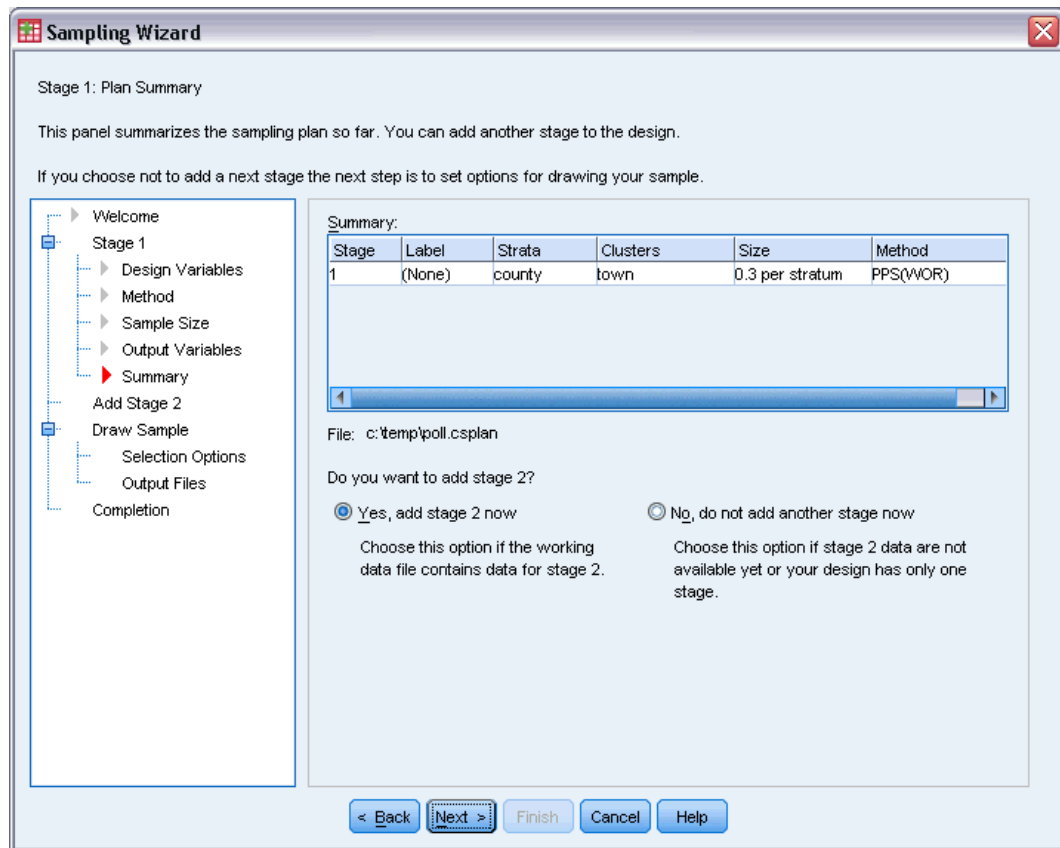 Sampling Wizard
Stage 1: Plan Summary
This panel summarizes the sampling plan so far. You can add another stage to the design.
If you choose not to add a next stage the next step is to set options for drawing your sample.
Welcome
Stage 1
Design Variables
Method
Sample Size
Output Variables
Summary
Add Stage 2
Draw Sample
Selection Options
Output Files
Completion
Summary:
Stage Label Strata Clusters Size Method
1 (None) county town 0.3 per stratum PPS(WOR)
File: c:\temp\poll.csplan
Do you want to add stage 2?
Yes, add stage 2 now
Choose this option if the working
data file contains data for stage 2.
No, do not add another stage now
Choose this option if stage 2 data are not
available yet or your design has only one
stage.
< Back Next > Finish Cancel Help